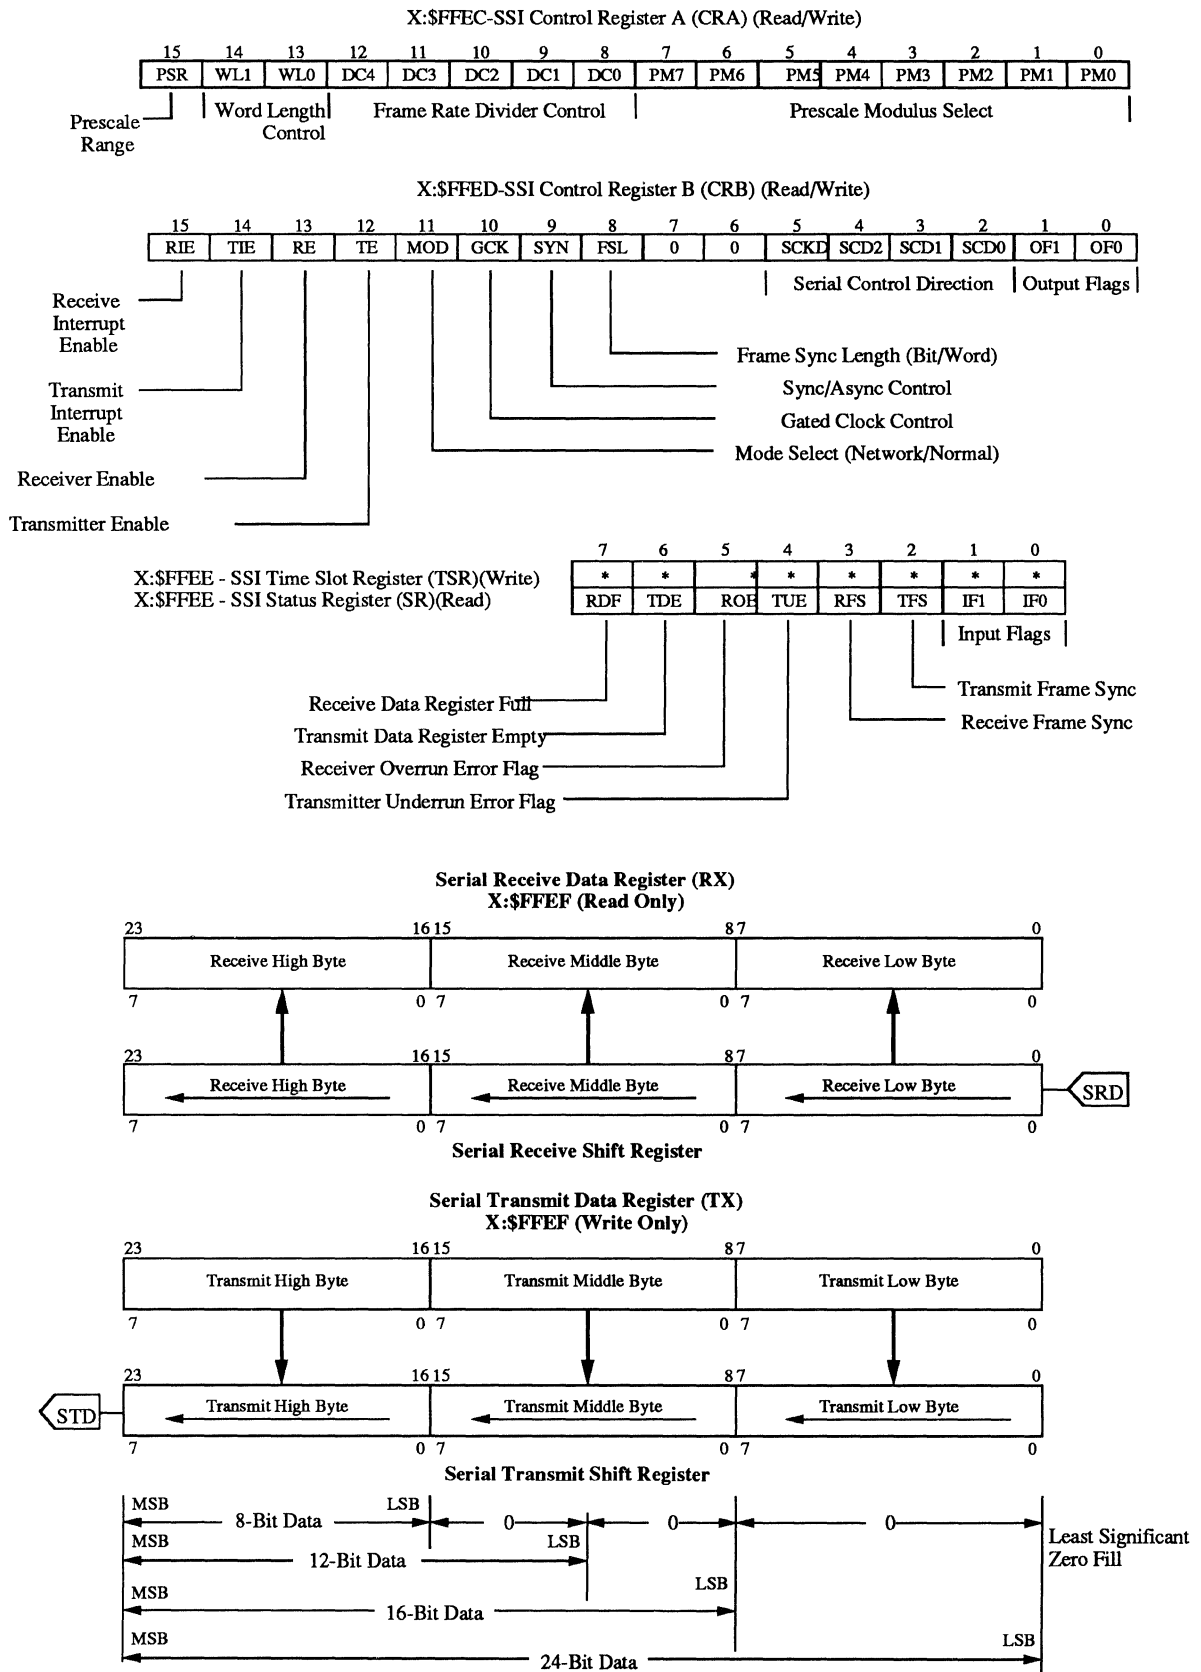 X:$FFEC-SSI Control Register A (CRA) (Read/Write)
15 14 13 12 11 10 9 8 7 6 5 4 3 2 1 0
PSR WL1 WL0 DC4 DC3 DC2 DC1 DC0 PM7 PM6 PM5 PM4 PM3 PM2 PM1 PM0
Prescale
Range
Word Length
Control
Frame Rate Divider Control
Prescale Modulus Select
X:$FFED-SSI Control Register B (CRB) (Read/Write)
15 14 13 12 11 10 9 8 7 6 5 4 3 2 1 0
RIE TIE RE TE MOD GCK SYN FSL 0 0 SCKD SCD2 SCD1 SCD0 OF1 OF0
Serial Control Direction
Output Flags
Receive
Interrupt
Enable
Frame Sync Length (Bit/Word)
Transmit
Interrupt
Enable
Sync/Async Control
Gated Clock Control
Mode Select (Network/Normal)
Receiver Enable
Transmitter Enable
7 6 5 4 3 2 1 0
X:$FFEE - SSI Time Slot Register (TSR)(Write)
* * * * * * * *
X:$FFEE - SSI Status Register (SR)(Read)
RDF TDE ROE TUE RFS TFS IF1 IF0
Input Flags
Transmit Frame Sync
Receive Frame Sync
Receive Data Register Full
Transmit Data Register Empty
Receiver Overrun Error Flag
Transmitter Underrun Error Flag
Serial Receive Data Register (RX)
X:$FFEF (Read Only)
23 16 15 8 7 0
Receive High Byte Receive Middle Byte Receive Low Byte
7 0 7 0 7 0
23 16 15 8 7 0
Receive High Byte Receive Middle Byte Receive Low Byte
SRD
7 0 7 0 7 0
Serial Receive Shift Register
Serial Transmit Data Register (TX)
X:$FFEF (Write Only)
23 16 15 8 7 0
Transmit High Byte Transmit Middle Byte Transmit Low Byte
7 0 7 0 7 0
23 16 15 8 7 0
STD
Transmit High Byte Transmit Middle Byte Transmit Low Byte
7 0 7 0 7 0
Serial Transmit Shift Register
MSB LSB
8-Bit Data 0 0 0
Least Significant
Zero Fill
MSB LSB
12-Bit Data
MSB LSB
16-Bit Data
MSB LSB
24-Bit Data